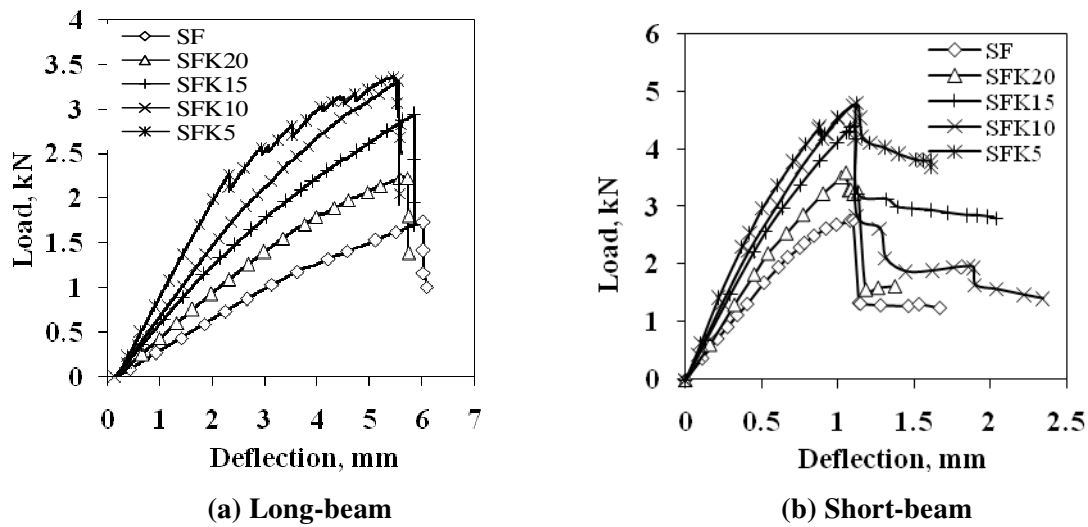 4
3.5
3
2.5
2
1.5
1
0.5
0
Load, kN
SF
SFK20
SFK15
SFK10
SFK5
0 1 2 3 4 5 6 7
Deflection, mm
(a) Long-beam
6
5
4
3
2
1
0
Load, kN
SF
SFK20
SFK15
SFK10
SFK5
0 0.5 1 1.5 2 2.5
Deflection, mm
(b) Short-beam